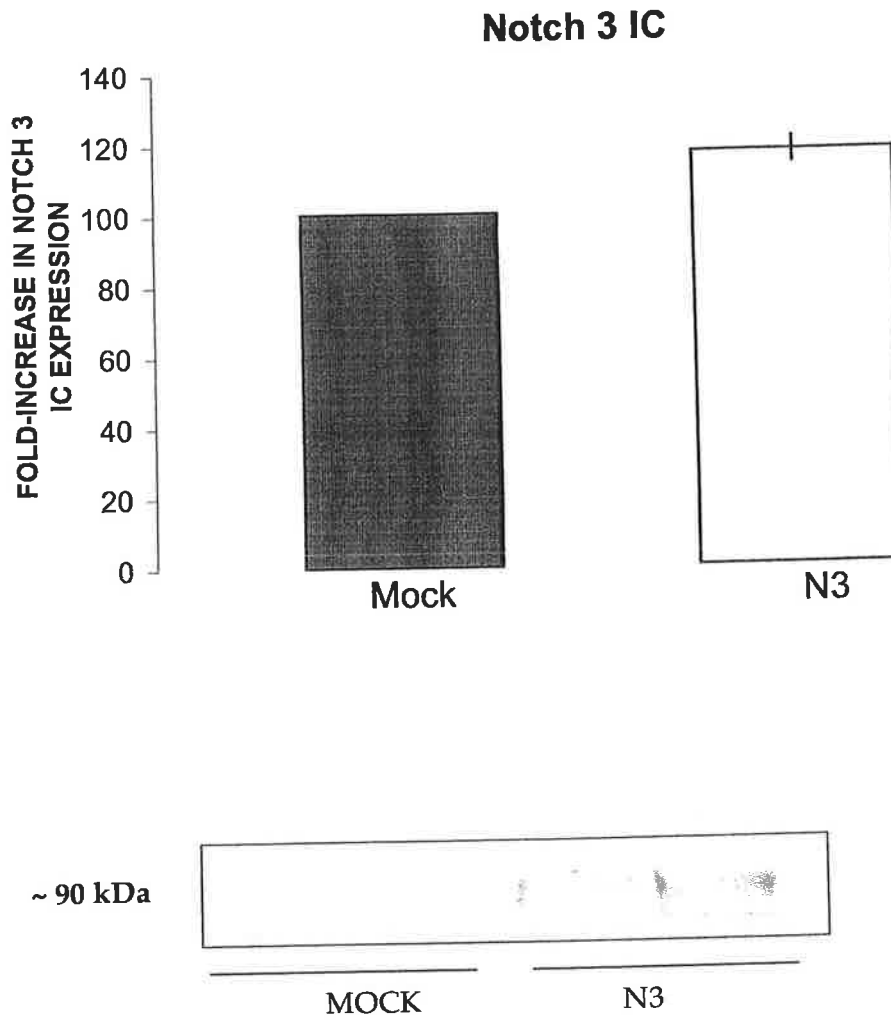 Notch 3 IC
FOLD-INCREASE IN NOTCH 3
IC EXPRESSION
140
120
100
80
60
40
20
0
Mock
N3
~ 90 kDa
MOCK
N3